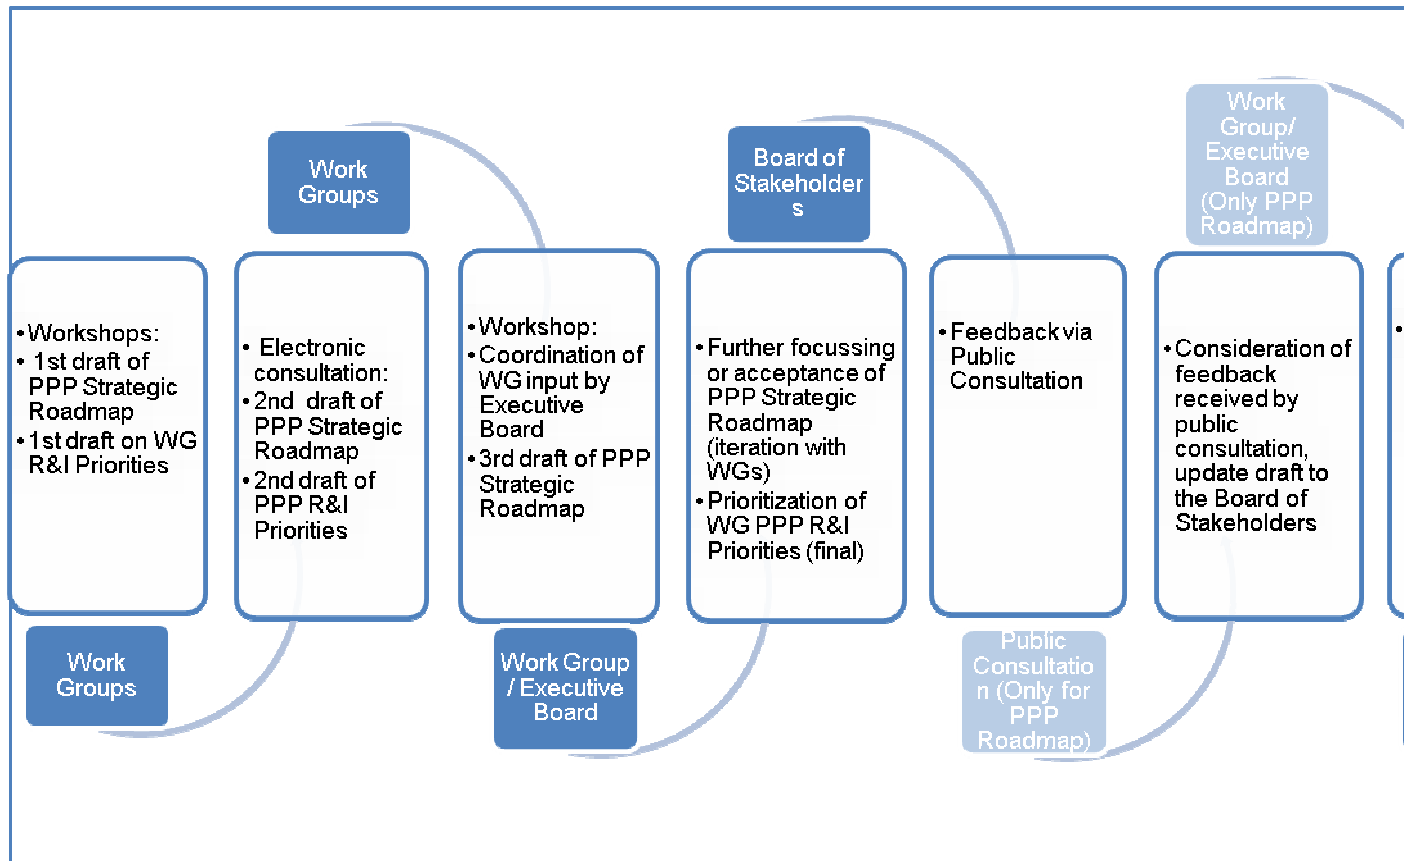 Work
Groups
Board of
Stakeholder
s
Work
Group/
Executive
Board
(Only PPP
Roadmap)
•Workshops:
• 1st draft of
PPP Strategic
Roadmap
•1st draft on WG
R&I Priorities
• Electronic
consultation:
•2nd draft of
PPP Strategic
Roadmap
•2nd draft of
PPP R&I
Priorities
•Workshop:
•Coordination of
WG input by
Executive
Board
•3rd draft of PPP
Strategic
Roadmap
•Further focussing
or acceptance of
PPP Strategic
Roadmap
(iteration with
WGs)
•Prioritization of
WG PPP R&I
Priorities (final)
•Feedback via
Public
Consultation
•Consideration of
feedback
received by
public
consultation,
update draft to
the Board of
Stakeholders
•
Work
Groups
Work Group
/ Executive
Board
Public
Consultatio
n (Only for
PPP
Roadmap)